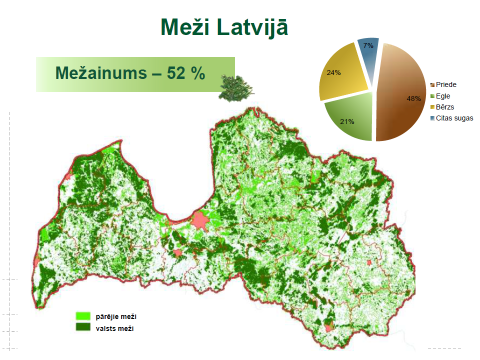 Meži Latvijā
Mežainums – 52 %
7%
24%
48%
21%
Priede
Egle
Bērzs
Citas sugas
pārējie meži
valsts meži